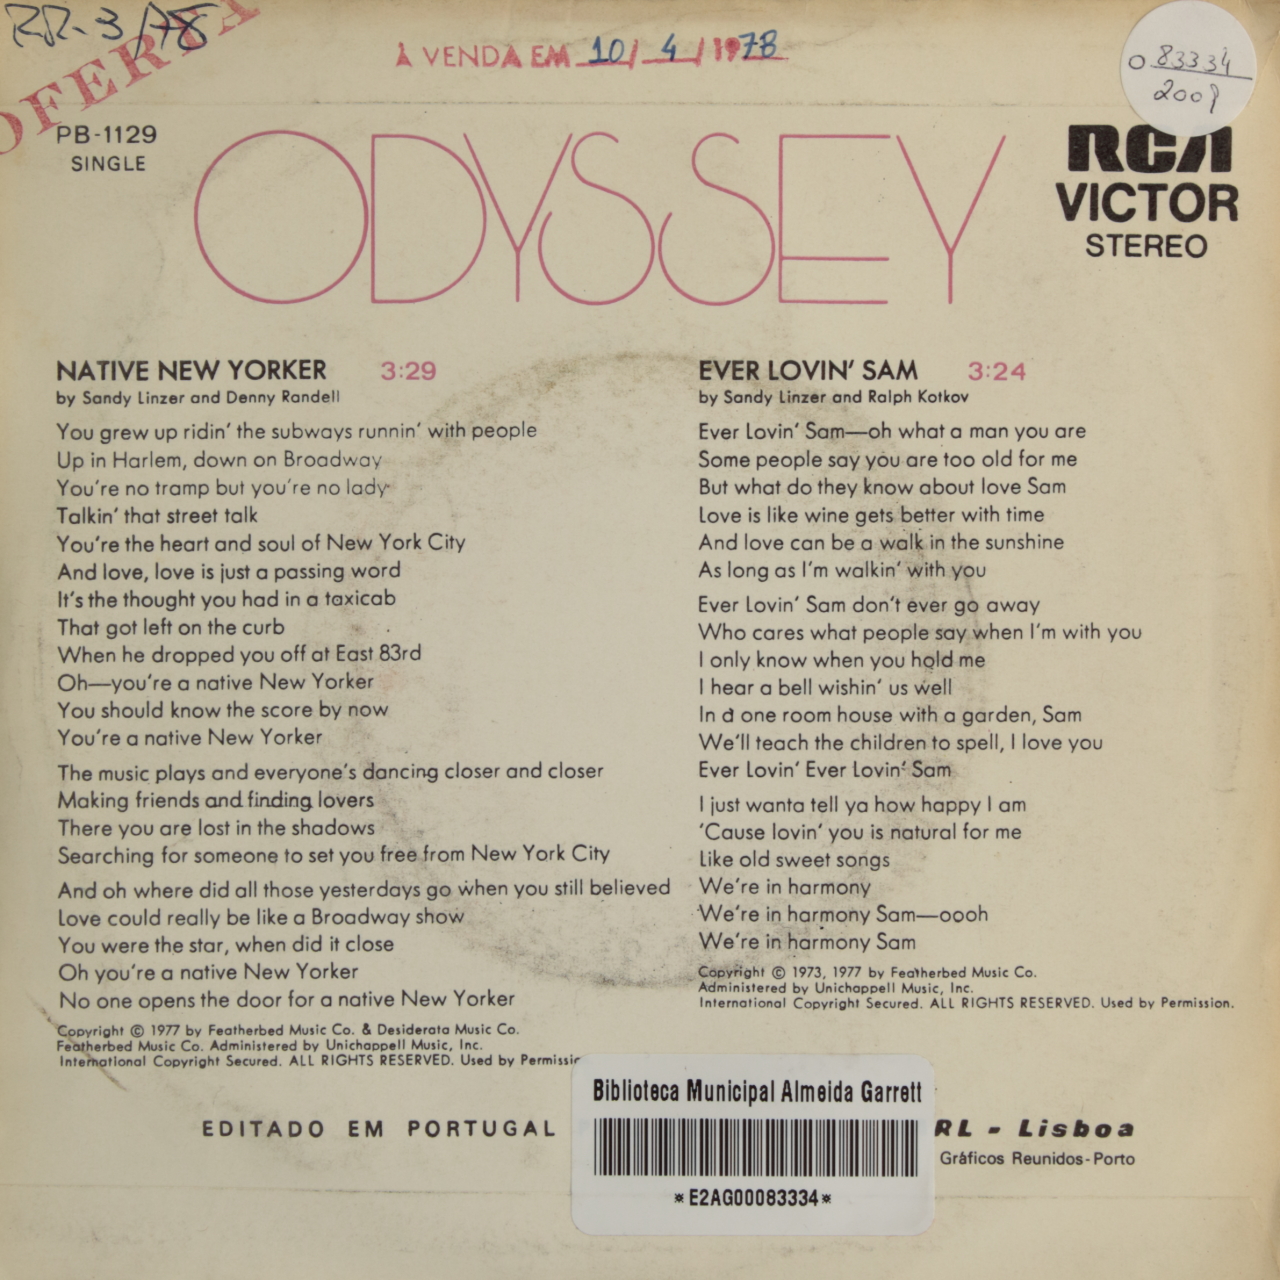 RR-3/78
OFERTA
À VENDA EM 10/4/1978
0 83334
2009
PB-1129
SINGLE
ODYSSEY
RCA
VICTOR
STEREO
NATIVE NEW YORKER 3:29
by Sandy Linzer and Denny Randell
You grew up ridin' the subways runnin' with people
Up in Harlem, down on Broadway
You're no tramp but you're no lady
Talkin' that street talk
You're the heart and soul of New York City
And love, love is just a passing word
It's the thought you had in a taxicab
That got left on the curb
When he dropped you off at East 83rd
Oh—you're a native New Yorker
You should know the score by now
You're a native New Yorker
The music plays and everyone's dancing closer and closer
Making friends and finding lovers
There you are lost in the shadows
Searching for someone to set you free from New York City
And oh where did all those yesterdays go when you still believed
Love could really be like a Broadway show
You were the star, when did it close
Oh you're a native New Yorker
No one opens the door for a native New Yorker
Copyright © 1977 by Featherbed Music Co. & Desiderata Music Co.
Featherbed Music Co. Administered by Unichappell Music, Inc.
International Copyright Secured. ALL RIGHTS RESERVED. Used by Permissio
EVER LOVIN' SAM 3:24
by Sandy Linzer and Ralph Kotkov
Ever Lovin' Sam—oh what a man you are
Some people say you are too old for me
But what do they know about love Sam
Love is like wine gets better with time
And love can be a walk in the sunshine
As long as I'm walkin' with you
Ever Lovin' Sam don't ever go away
Who cares what people say when I'm with you
I only know when you hold me
I hear a bell wishin' us well
In a one room house with a garden, Sam
We'll teach the children to spell, I love you
Ever Lovin' Ever Lovin' Sam
I just wanta tell ya how happy I am
'Cause lovin' you is natural for me
Like old sweet songs
We're in harmony
We're in harmony Sam—oooh
We're in harmony Sam
Copyright © 1973, 1977 by Featherbed Music Co.
Administered by Unichappell Music, Inc.
International Copyright Secured. ALL RIGHTS RESERVED. Used by Permission.
EDITADO EM PORTUGAL
RL - Lisboa
Gráficos Reunidos-Porto
Biblioteca Municipal Almeida Garrett
*E2AG00083334*